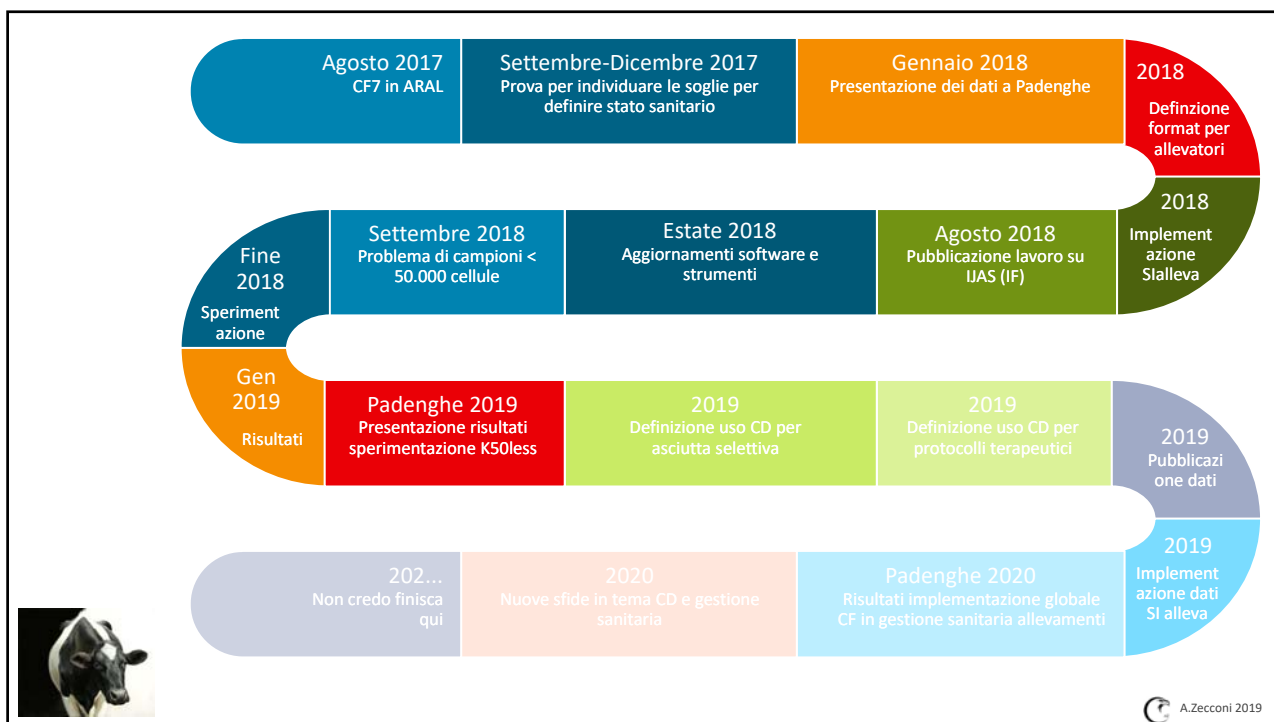 Agosto 2017
CF7 in ARAL
Settembre-Dicembre 2017
Prova per individuare le soglie per
definire stato sanitario
Gennaio 2018
Presentazione dei dati a Padenghe
2018
Definzione
format per
allevatori
2018
Implement
azione
SIalleva
Agosto 2018
Pubblicazione lavoro su
IJAS (IF)
Estate 2018
Aggiornamenti software e
strumenti
Settembre 2018
Problema di campioni <
50.000 cellule
Fine
2018
Speriment
azione
Gen
2019
Risultati
Padenghe 2019
Presentazione risultati
sperimentazione K50less
2019
Definizione uso CD per
asciutta selettiva
2019
Definizione uso CD per
protocolli terapeutici
2019
Pubblicazi
one dati
2019
Implement
azione dati
SI alleva
Padenghe 2020
Risultati implementazione globale
CF in gestione sanitaria allevamenti
2020
Nuove sfide in tema CD e gestione
sanitaria
202...
Non credo finisca
qui
A.Zecconi 2019